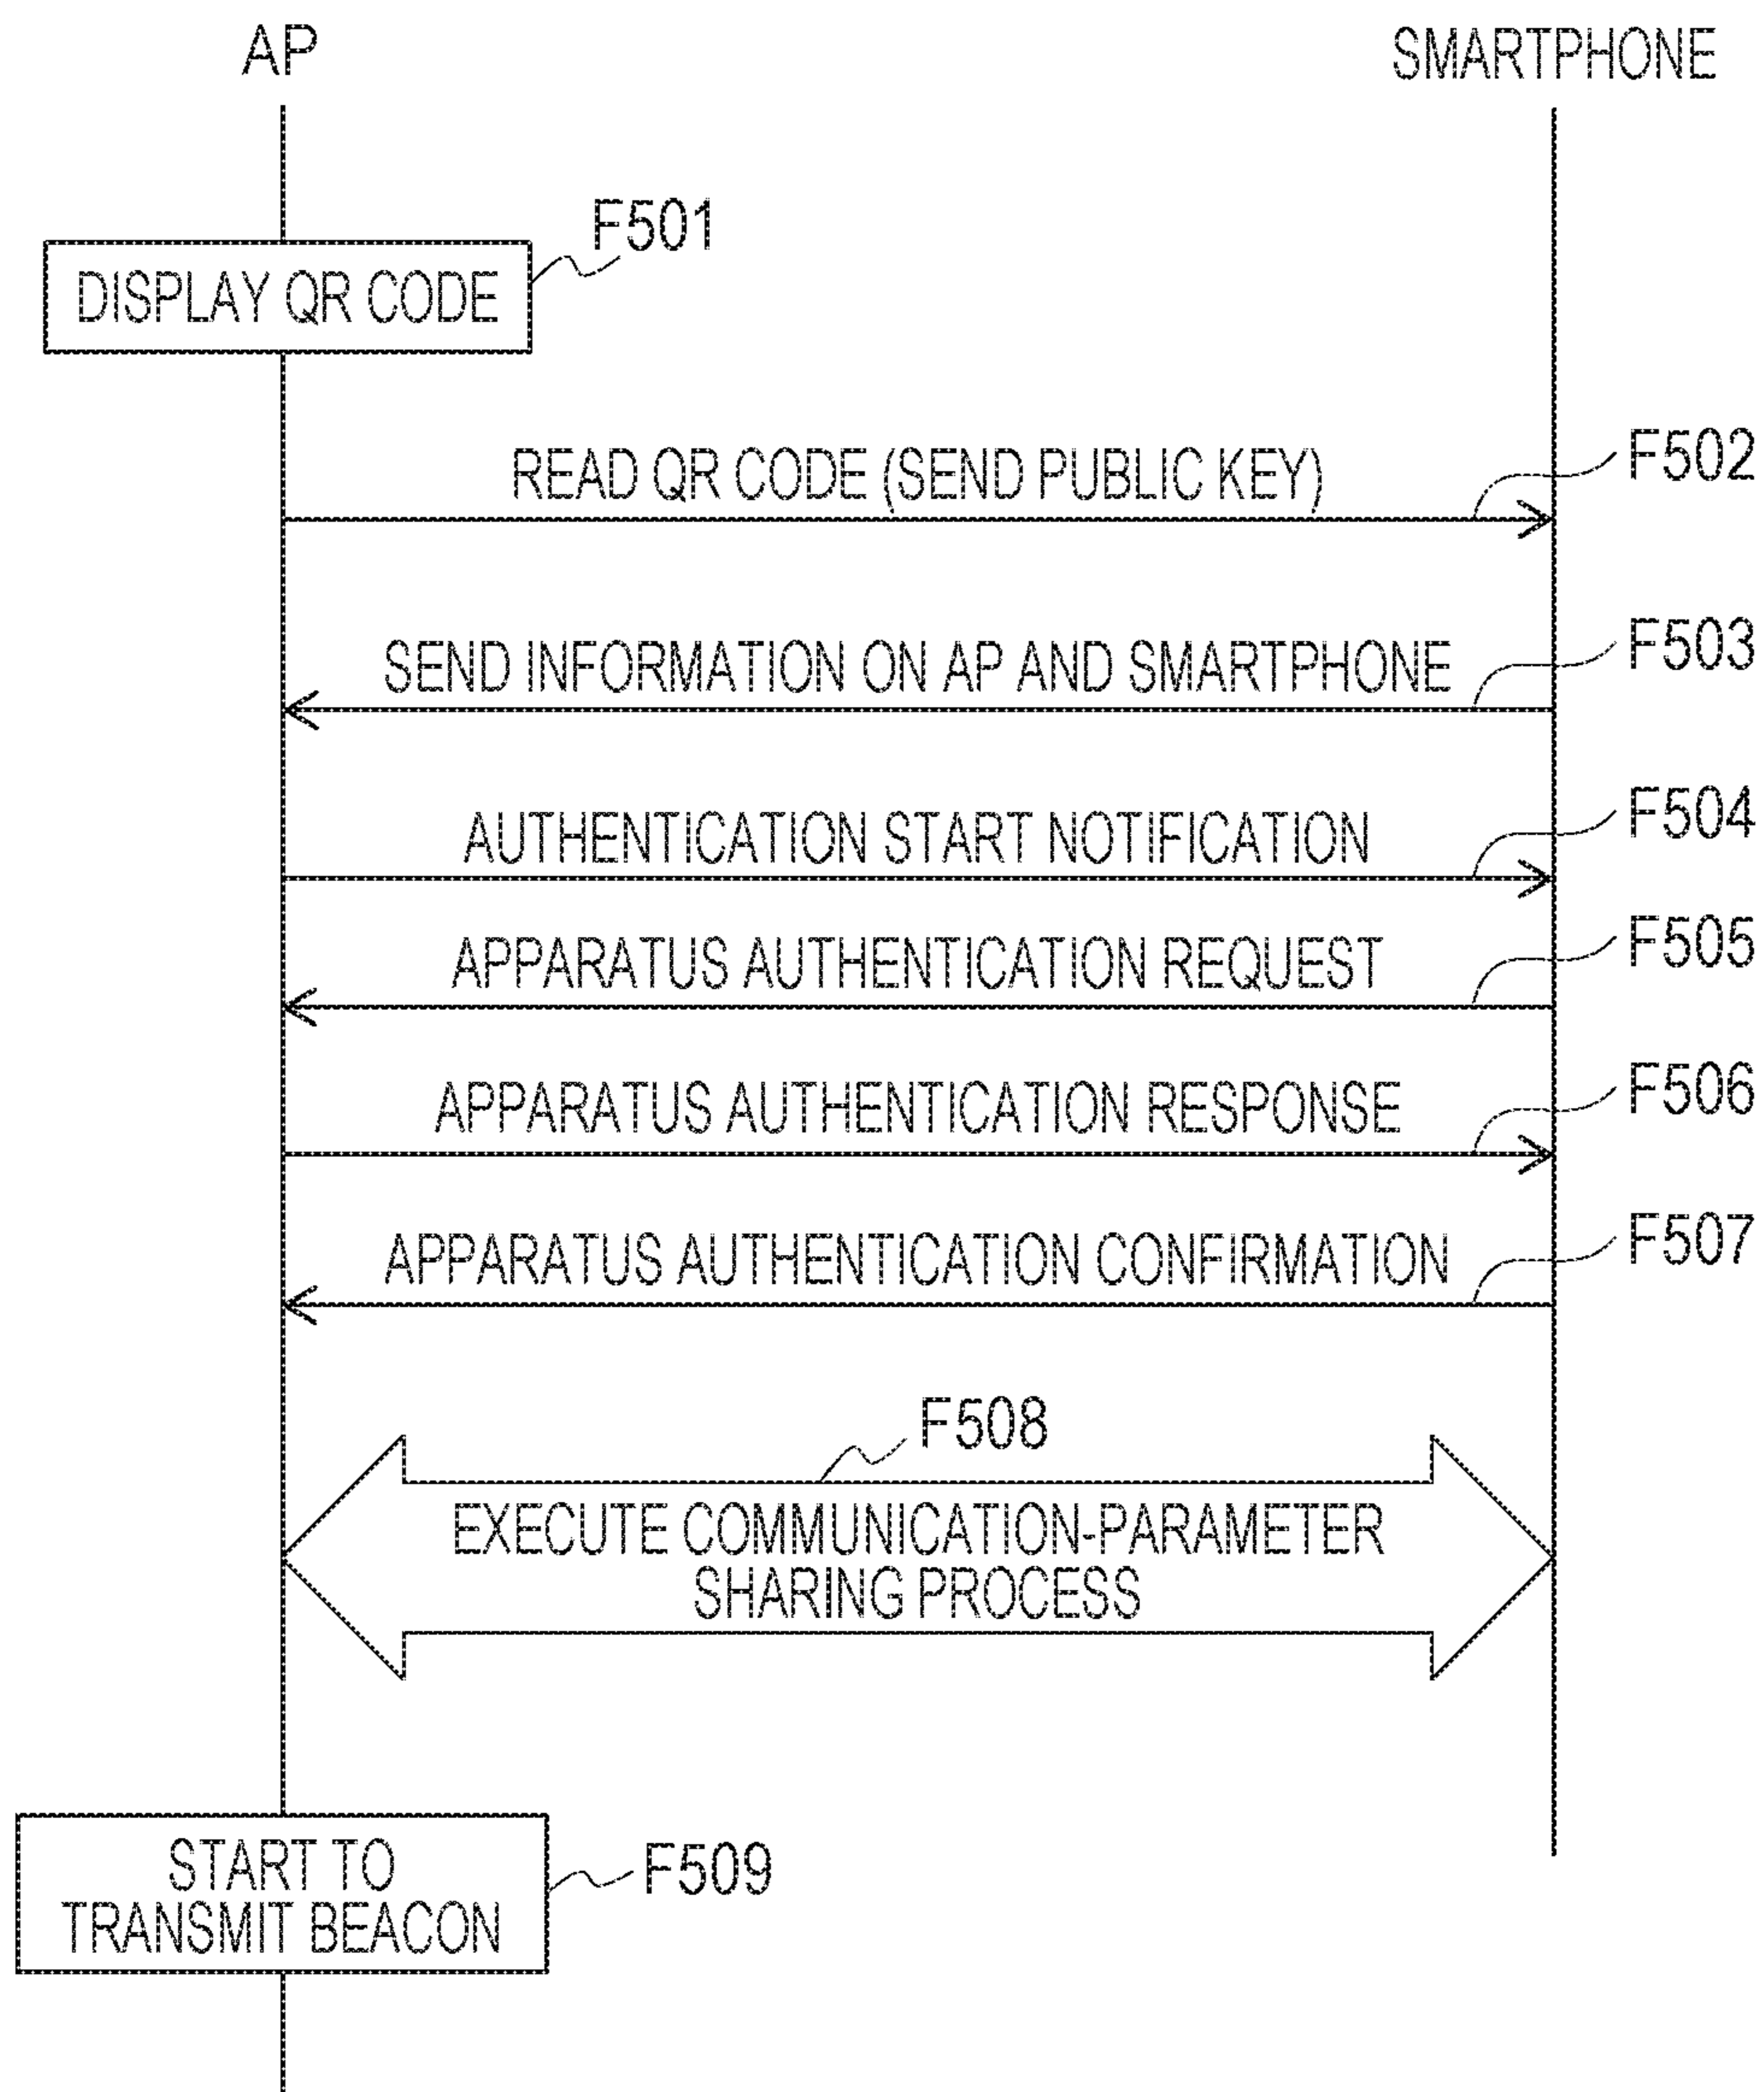 AP
SMARTPHONE
F501
DISPLAY QR CODE
READ QR CODE (SEND PUBLIC KEY)
F502
SEND INFORMATION ON AP AND SMARTPHONE
F503
AUTHENTICATION START NOTIFICATION
F504
APPARATUS AUTHENTICATION REQUEST
F505
APPARATUS AUTHENTICATION RESPONSE
F506
APPARATUS AUTHENTICATION CONFIRMATION
F507
F508
EXECUTE COMMUNICATION-PARAMETER
SHARING PROCESS
START TO
TRANSMIT BEACON
F509